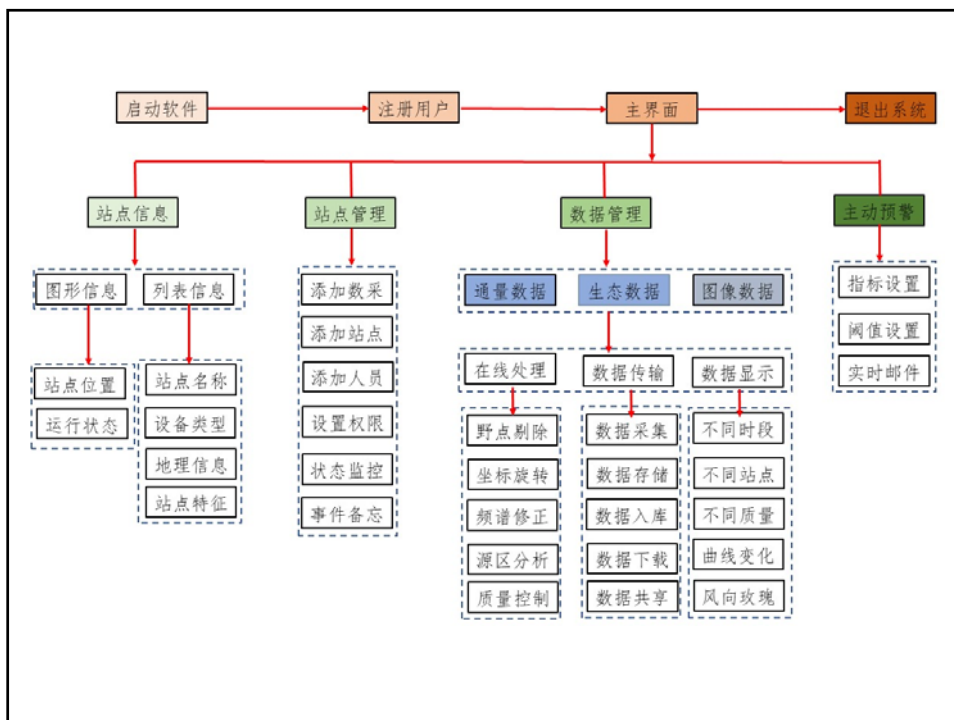 启动软件
注册用户
主界面
退出系统
站点信息
站点管理
数据管理
主动预警
图形信息
列表信息
站点位置
运行状态
站点名称
设备类型
地理信息
站点特征
添加数采
添加站点
添加人员
设置权限
状态监控
事件备忘
通量数据
生态数据
图像数据
在线处理
数据传输
数据显示
野点剔除
坐标旋转
频谱修正
源区分析
质量控制
数据采集
数据存储
数据入库
数据下载
数据共享
不同时段
不同站点
不同质量
曲线变化
风向玫瑰
指标设置
阈值设置
实时邮件